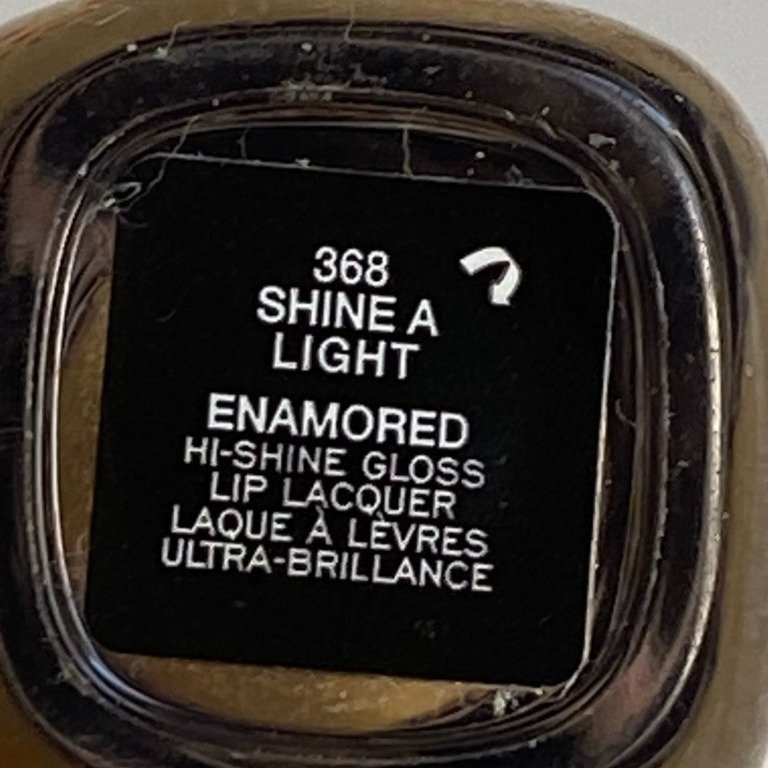 368
SHINE A
LIGHT
ENAMORED
HI-SHINE GLOSS
LIP LACQUER
LAQUE À LÈVRES
ULTRA-BRILLANCE